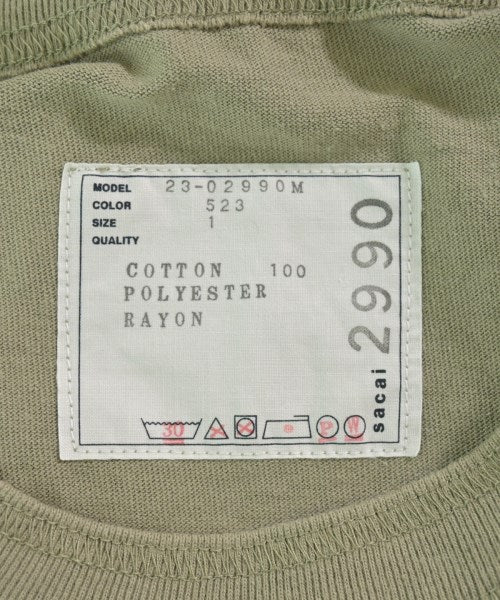 MODEL 23-02990M
COLOR 523
SIZE 1
QUALITY
COTTON 100
POLYESTER
RAYON
sacai 2990
30 P W